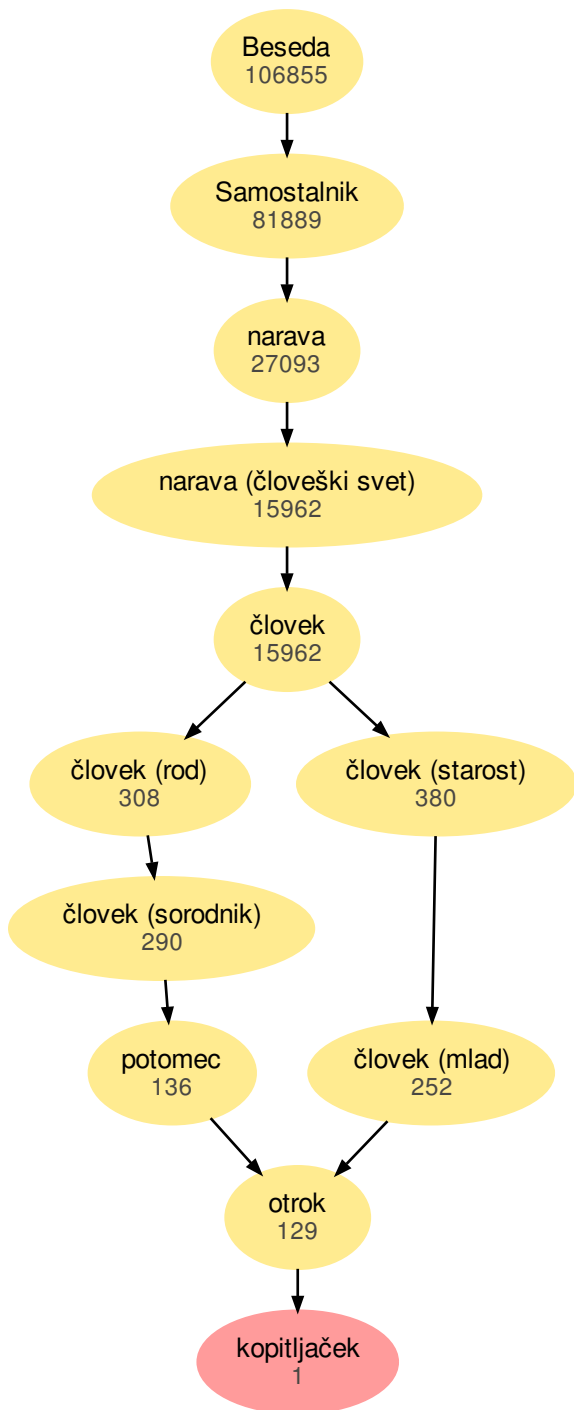 Beseda
106855
Samostalnik
81889
narava
27093
narava (človeški svet)
15962
človek
15962
človek (rod)
308
človek (starost)
380
človek (sorodnik)
290
potomec
136
človek (mlad)
252
otrok
129
kopitljaček
1